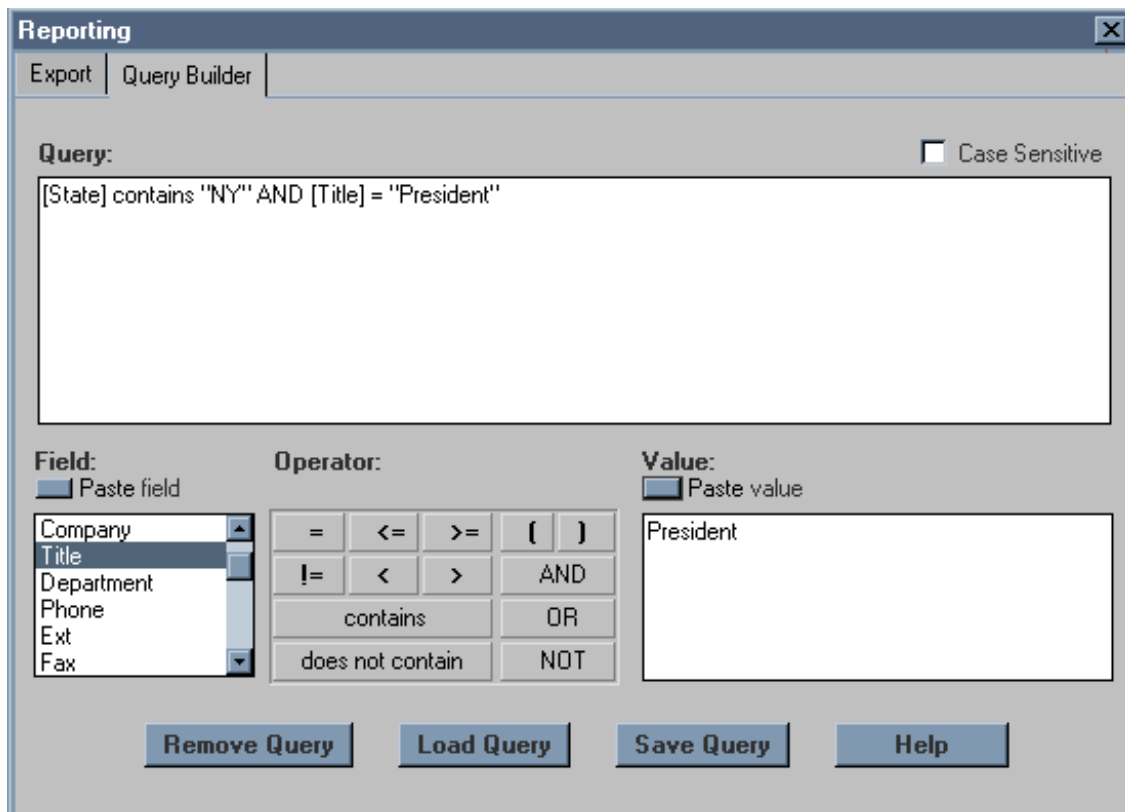 Reporting
Export Query Builder
Query: Case Sensitive
[State] contains "NY" AND [Title] = "President"
Field: Operator: Value:
Paste field Paste value
Company
Title
Department
Phone
Ext
Fax
= <= >= ( )
!= < > AND
contains OR
does not contain NOT
President
Remove Query Load Query Save Query Help